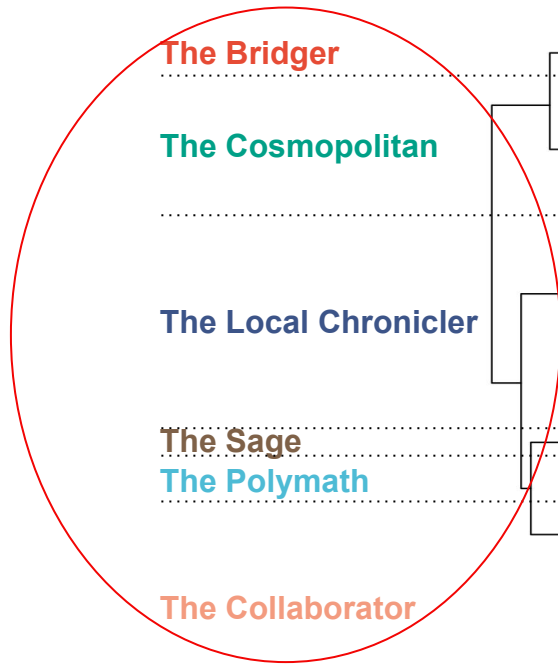 The Bridger
The Cosmopolitan
The Local Chronicler
The Sage
The Polymath
The Collaborator